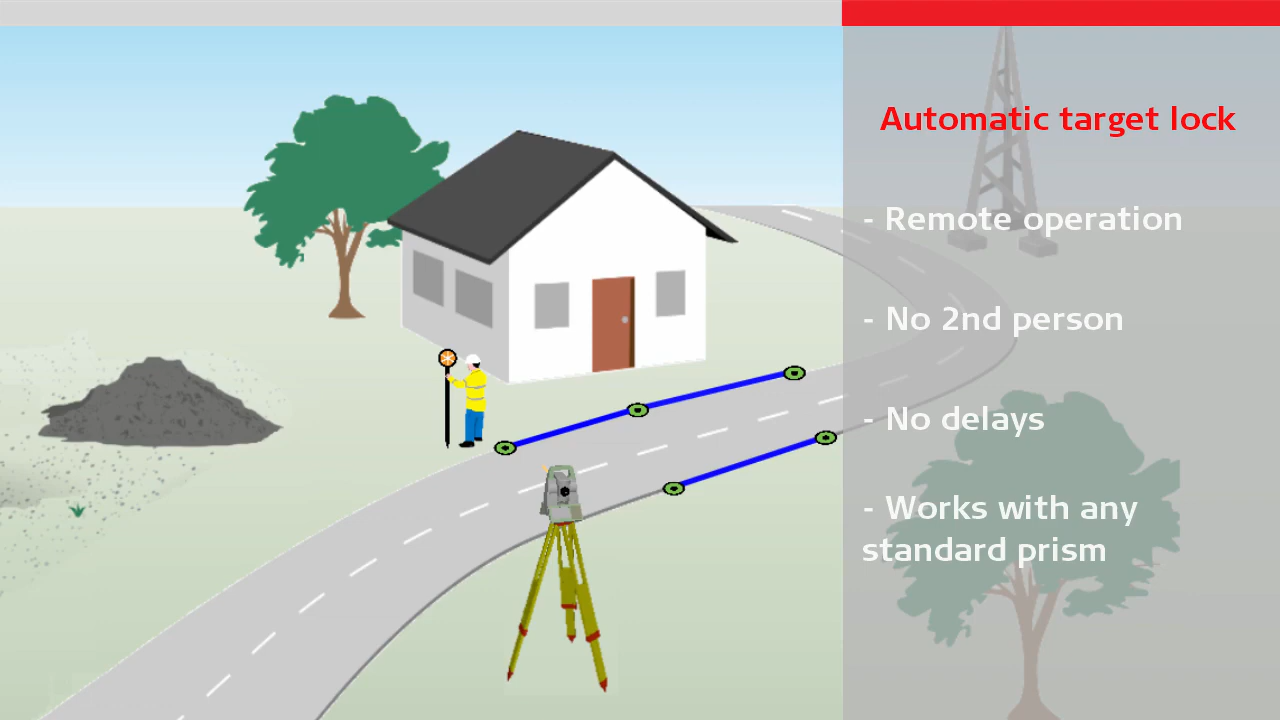 Automatic target lock
- Remote operation
- No 2nd person
- No delays
- Works with any
standard prism